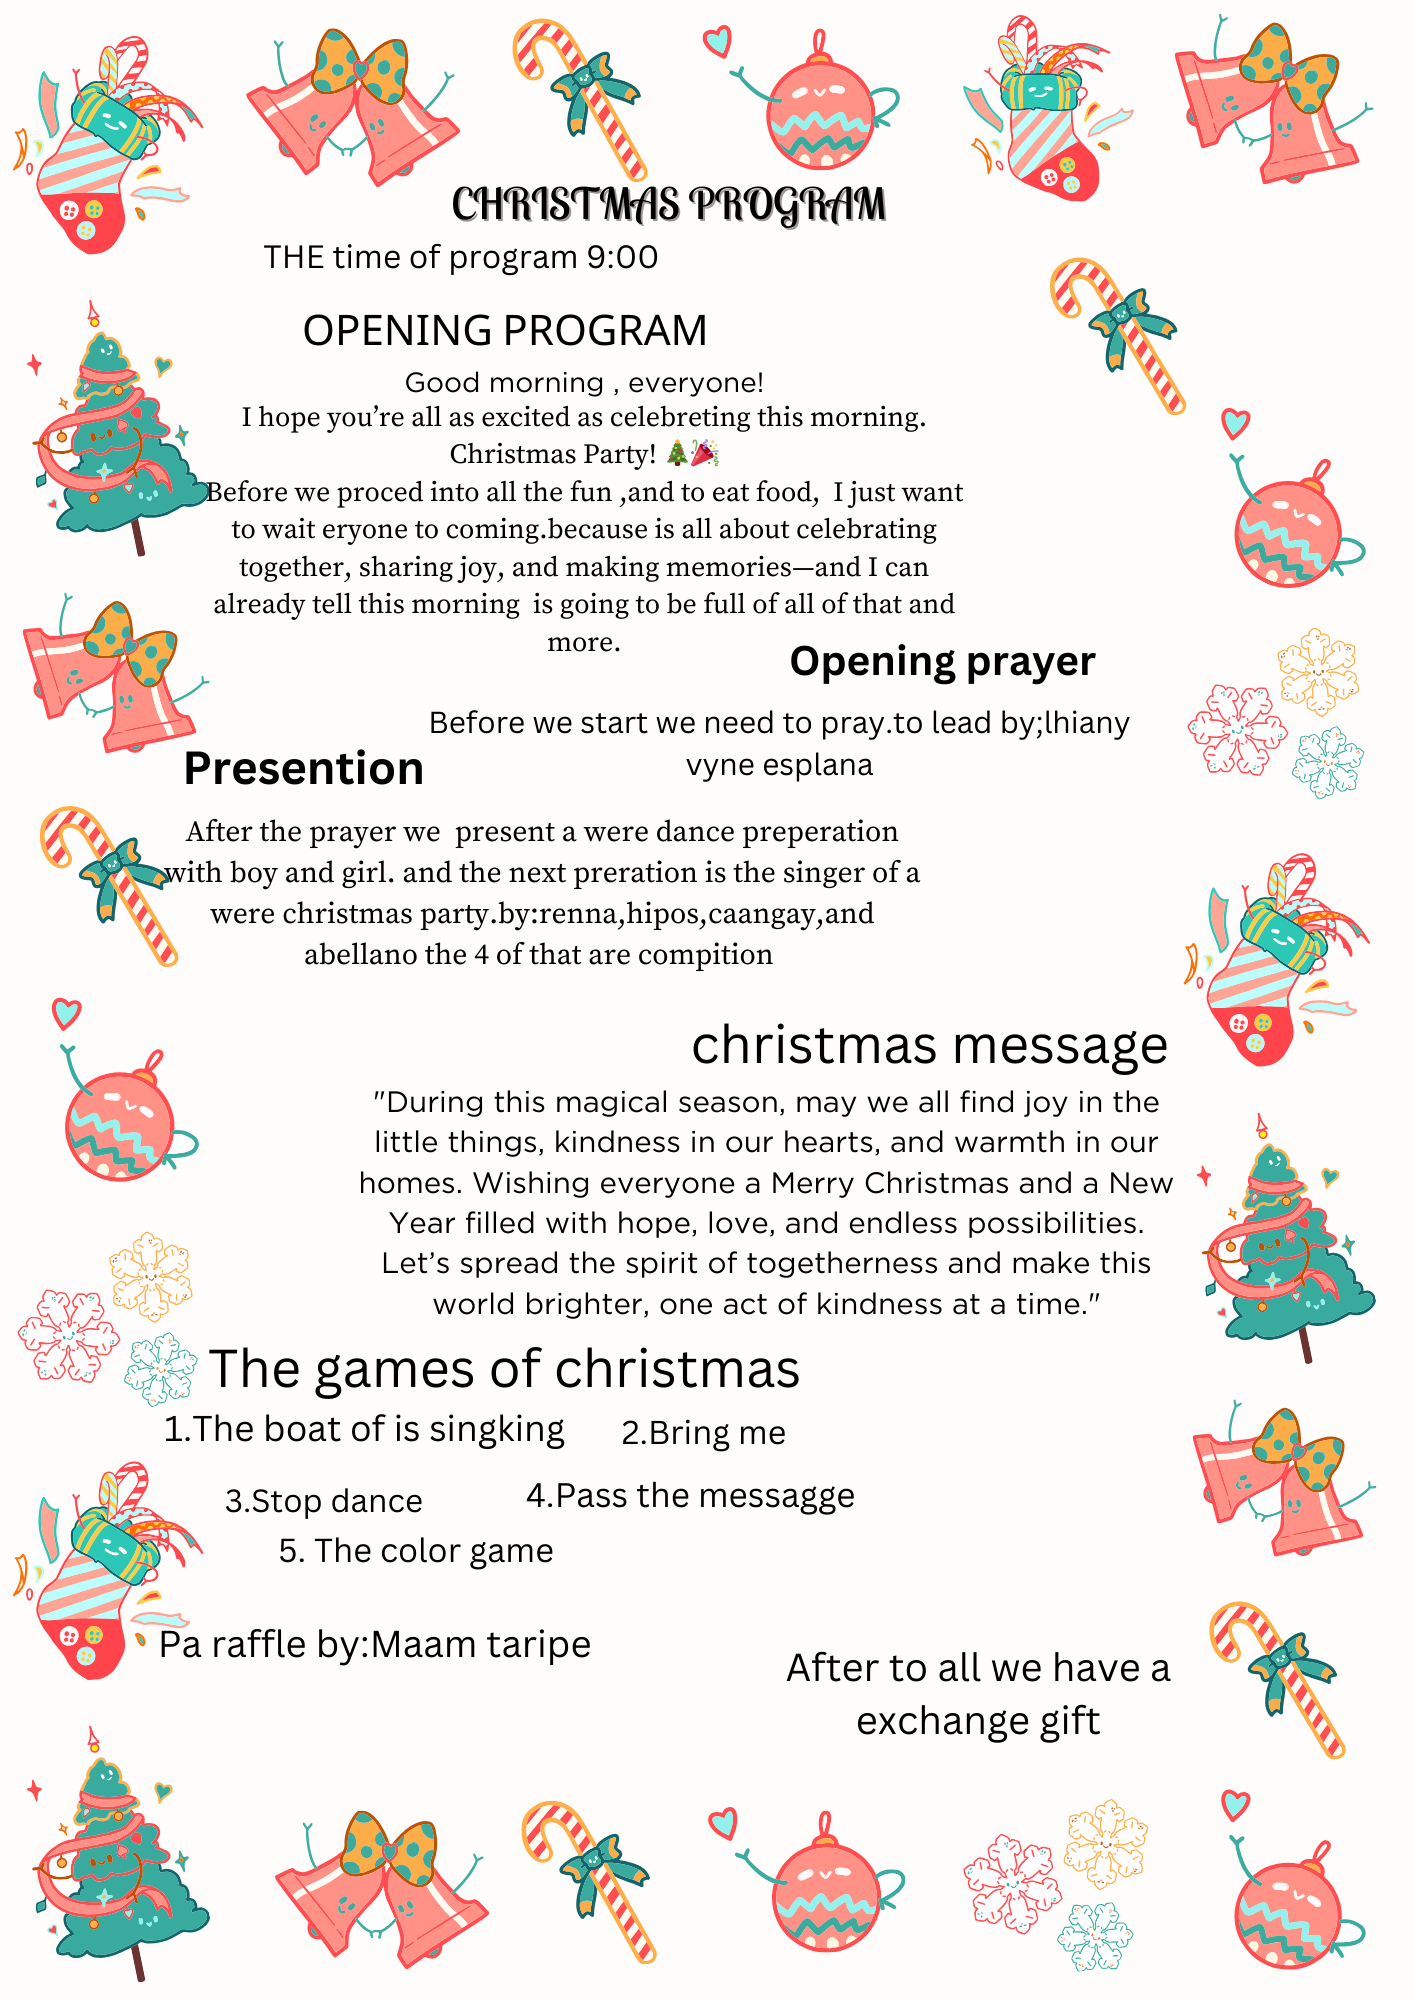 CHRISTMAS PROGRAM
THE time of program 9:00
OPENING PROGRAM
Good morning , everyone!
I hope you’re all as excited as celebreting this morning.
Christmas Party! 🎄🎉
Before we proced into all the fun ,and to eat food,  I just want
to wait eryone to coming.because is all about celebrating
together, sharing joy, and making memories—and I can
already tell this morning  is going to be full of all of that and
more.
Opening prayer
Before we start we need to pray.to lead by;lhiany
vyne esplana
Presention
After the prayer we  present a were dance preperation
with boy and girl. and the next preration is the singer of a
were christmas party.by:renna,hipos,caangay,and
abellano the 4 of that are compition
christmas message
"During this magical season, may we all find joy in the
little things, kindness in our hearts, and warmth in our
homes. Wishing everyone a Merry Christmas and a New
Year filled with hope, love, and endless possibilities.
Let’s spread the spirit of togetherness and make this
world brighter, one act of kindness at a time."
The games of christmas
1.The boat of is singking
2.Bring me
3.Stop dance
4.Pass the messagge
5. The color game
Pa raffle by:Maam taripe
After to all we have a
exchange gift